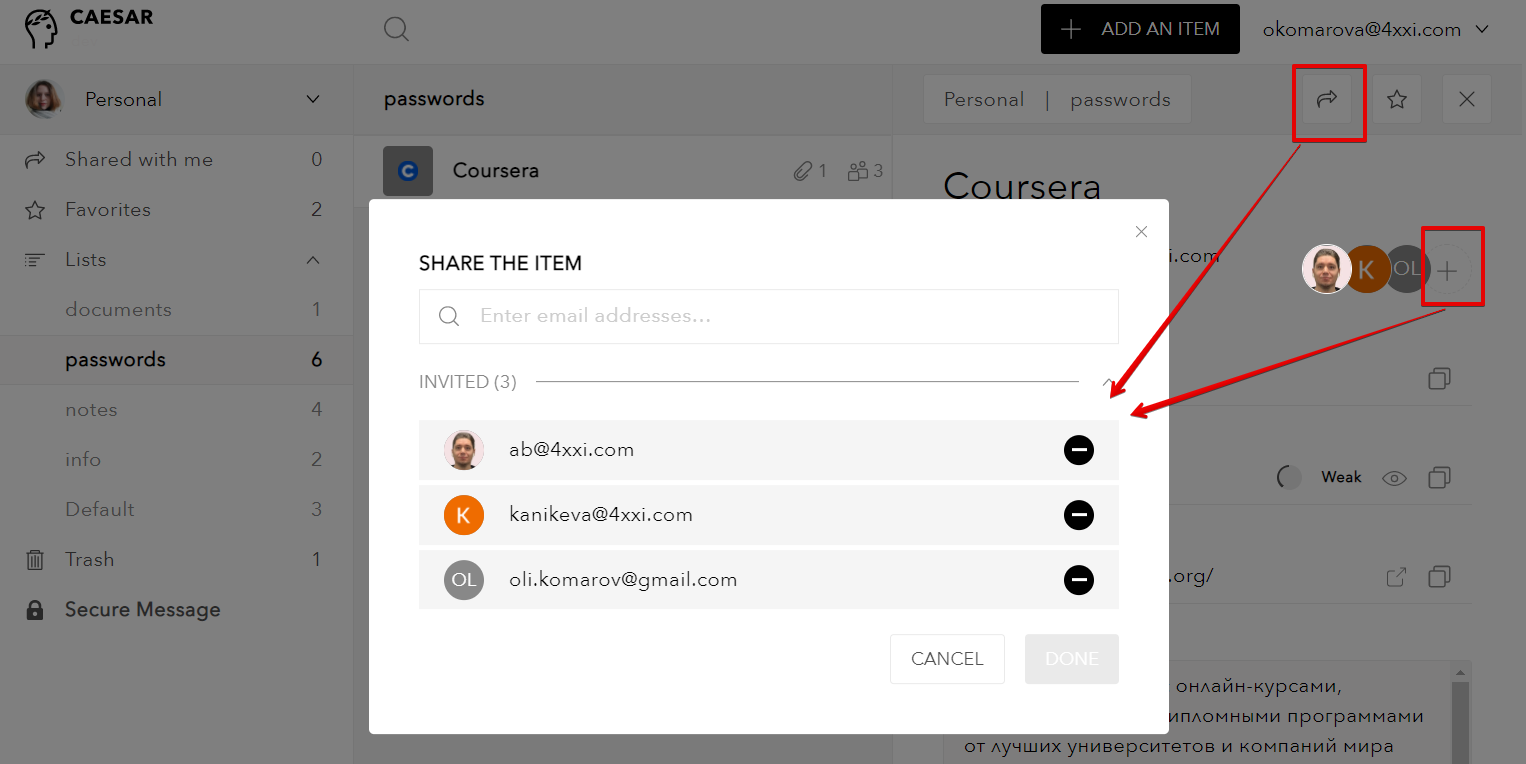 CAESAR
ADD AN ITEM
okomarova@4xxi.com
Personal
passwords
Personal | passwords
Shared with me 0
Favorites 2
Lists
documents 1
passwords 6
notes 4
info 2
Default 3
Trash 1
Secure Message
Coursera 1 3
Coursera
i.com
K
OL
SHARE THE ITEM
Enter email addresses...
INVITED (3)
ab@4xxi.com
K kanikeva@4xxi.com
OL oli.komarov@gmail.com
CANCEL DONE
Weak
.org/
онлайн-курсами,
ипломными программами
от лучших университетов и компаний мира